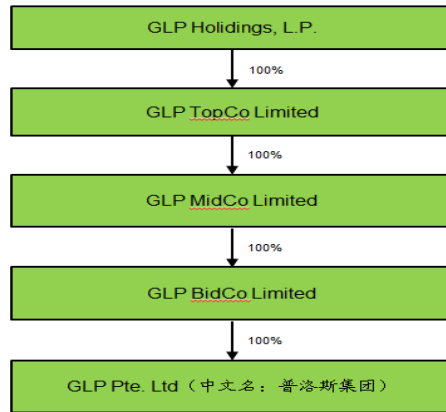 GLP Holidings, L.P.
100%
GLP TopCo Limited
100%
GLP MidCo Limited
100%
GLP BidCo Limited
100%
GLP Pte. Ltd（中文名：普洛斯集团）